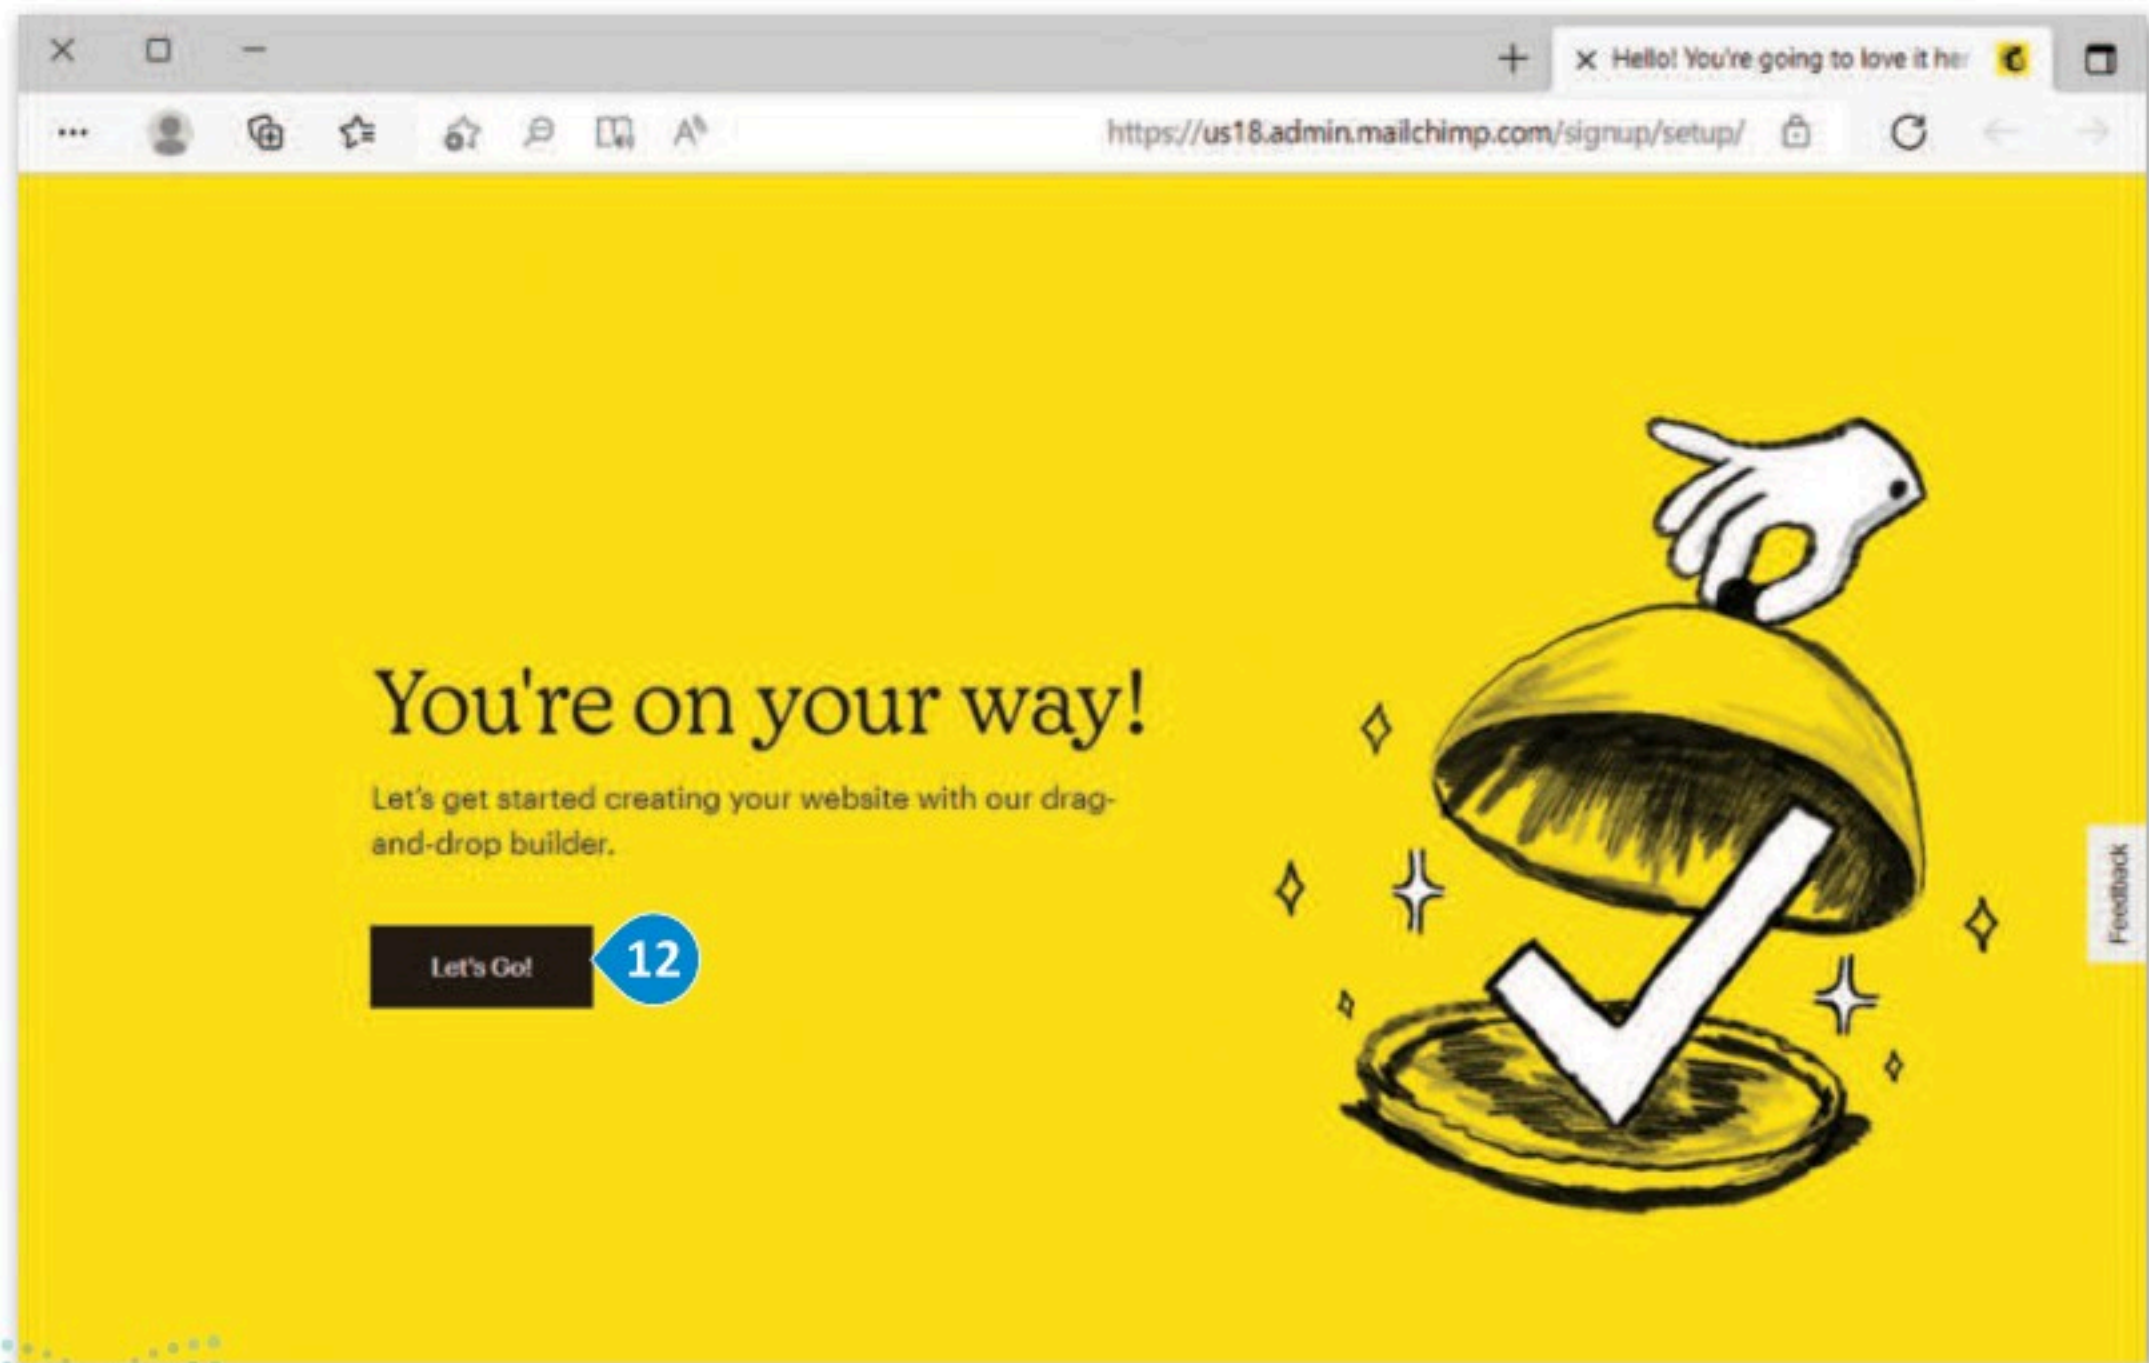 Hello! You're going to love it her
https://us18.admin.mailchimp.com/signup/setup/
You're on your way!
Let's get started creating your website with our drag-
and-drop builder.
Let's Go!
12
Feedback